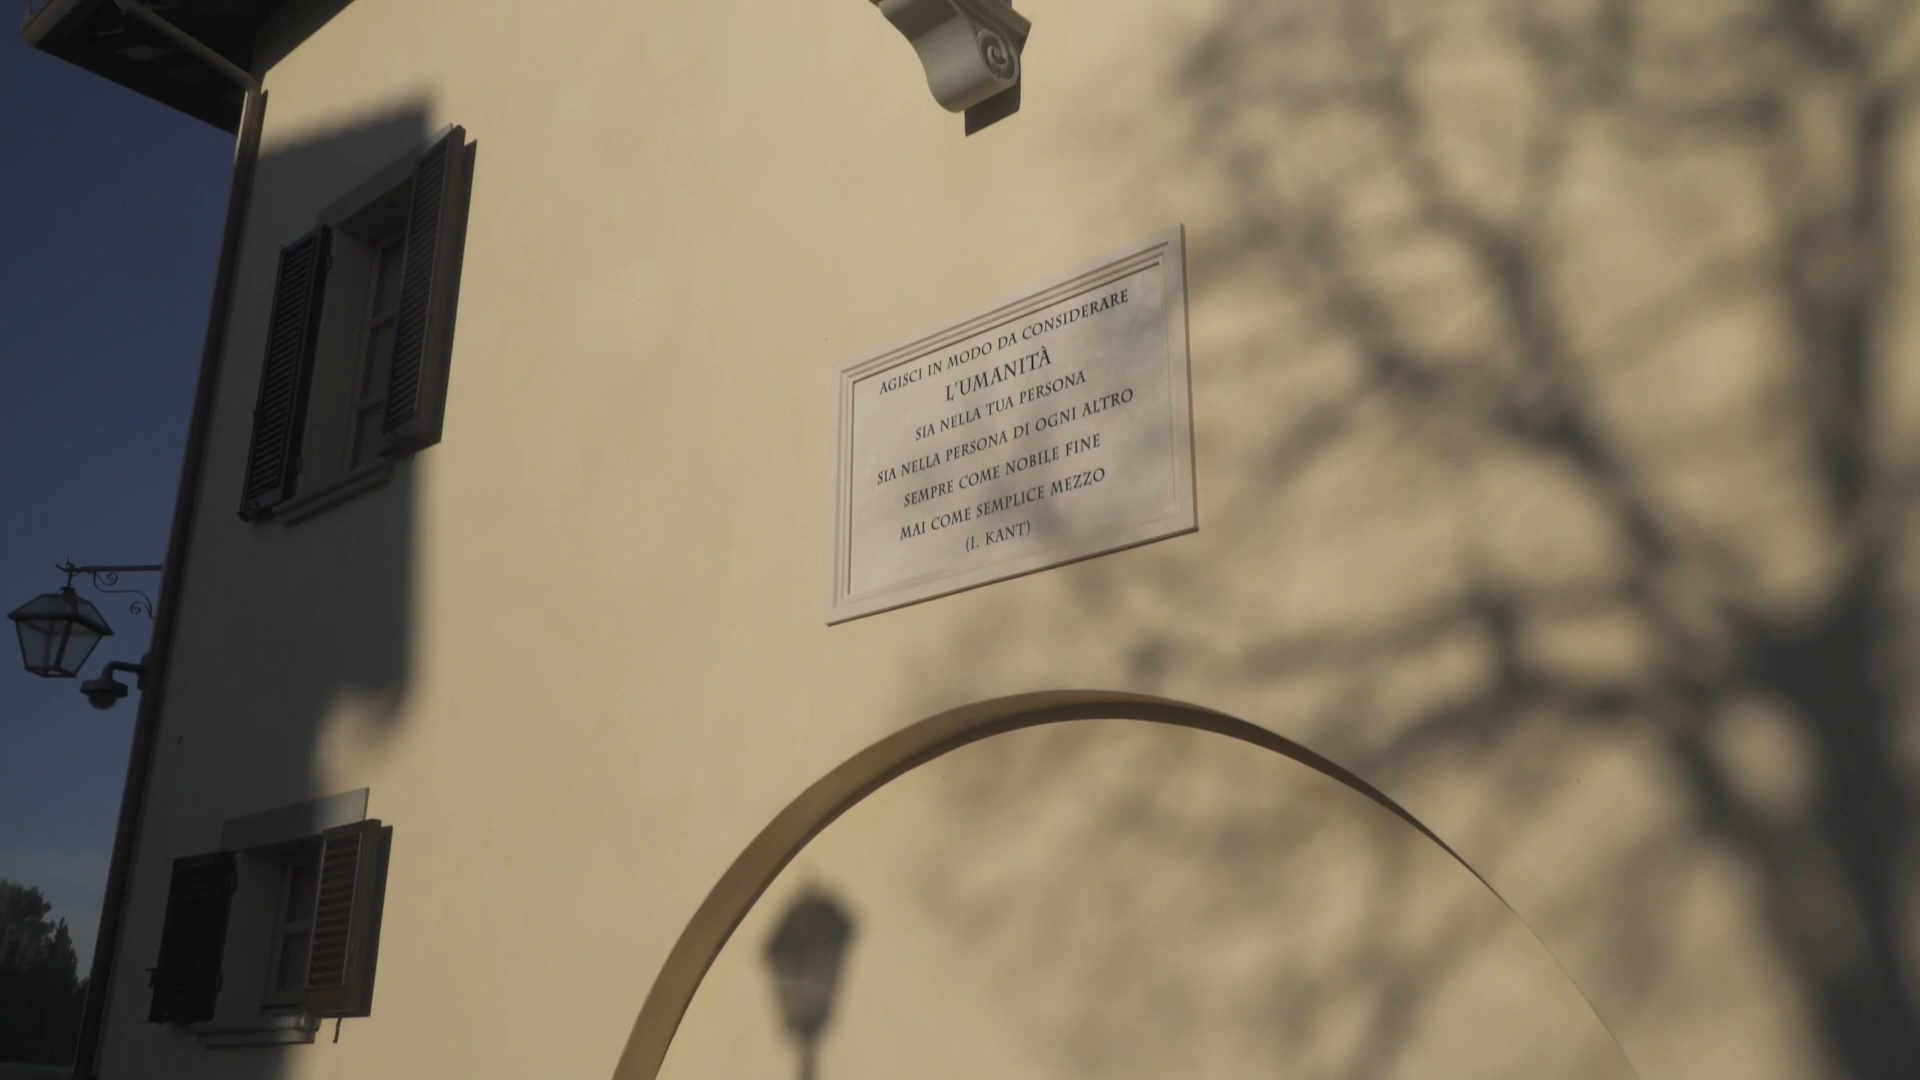 AGISCI IN MODO DA CONSIDERARE
L'UMANITÀ
SIA NELLA TUA PERSONA
SIA NELLA PERSONA DI OGNI ALTRO
SEMPRE COME NOBILE FINE
MAI COME SEMPLICE MEZZO
(I. KANT)